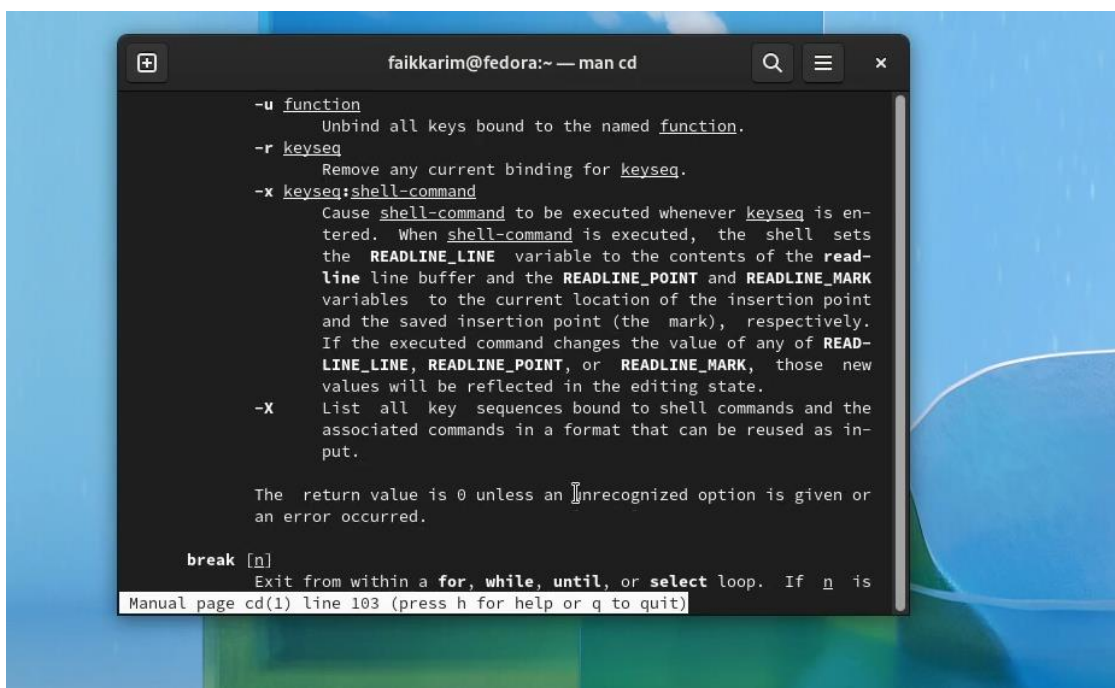 faikkarim@fedora:~ — man cd
-u function
Unbind all keys bound to the named function.
-r keyseq
Remove any current binding for keyseq.
-x keyseq:shell-command
Cause shell-command to be executed whenever keyseq is en-
tered. When shell-command is executed, the shell sets
the READLINE_LINE variable to the contents of the read-
line line buffer and the READLINE_POINT and READLINE_MARK
variables to the current location of the insertion point
and the saved insertion point (the mark), respectively.
If the executed command changes the value of any of READ-
LINE_LINE, READLINE_POINT, or READLINE_MARK, those new
values will be reflected in the editing state.
-X List all key sequences bound to shell commands and the
associated commands in a format that can be reused as in-
put.
The return value is 0 unless an unrecognized option is given or
an error occurred.
break [n]
Exit from within a for, while, until, or select loop. If n is
Manual page cd(1) line 103 (press h for help or q to quit)